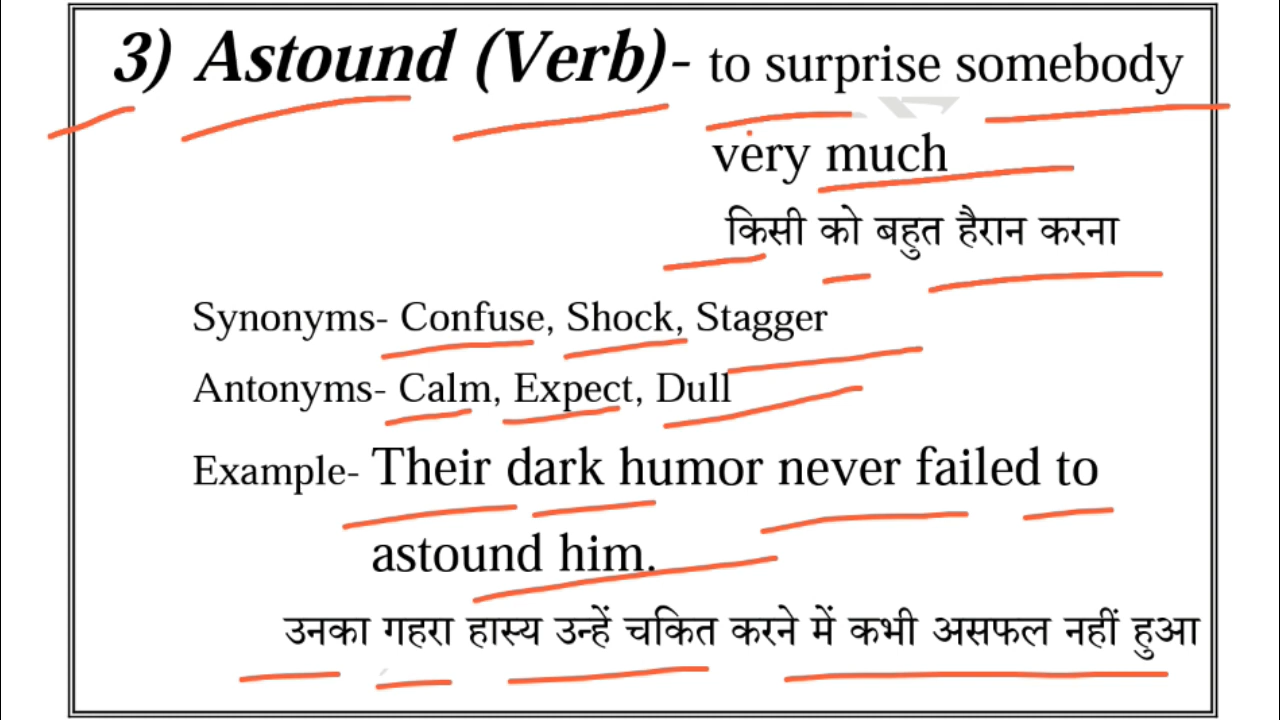 3) Astound (Verb)- to surprise somebody
very much
किसी को बहुत हैरान करना
Synonyms- Confuse, Shock, Stagger
Antonyms- Calm, Expect, Dull
Example- Their dark humor never failed to
astound him.
उनका गहरा हास्य उन्हें चकित करने में कभी असफल नहीं हुआ